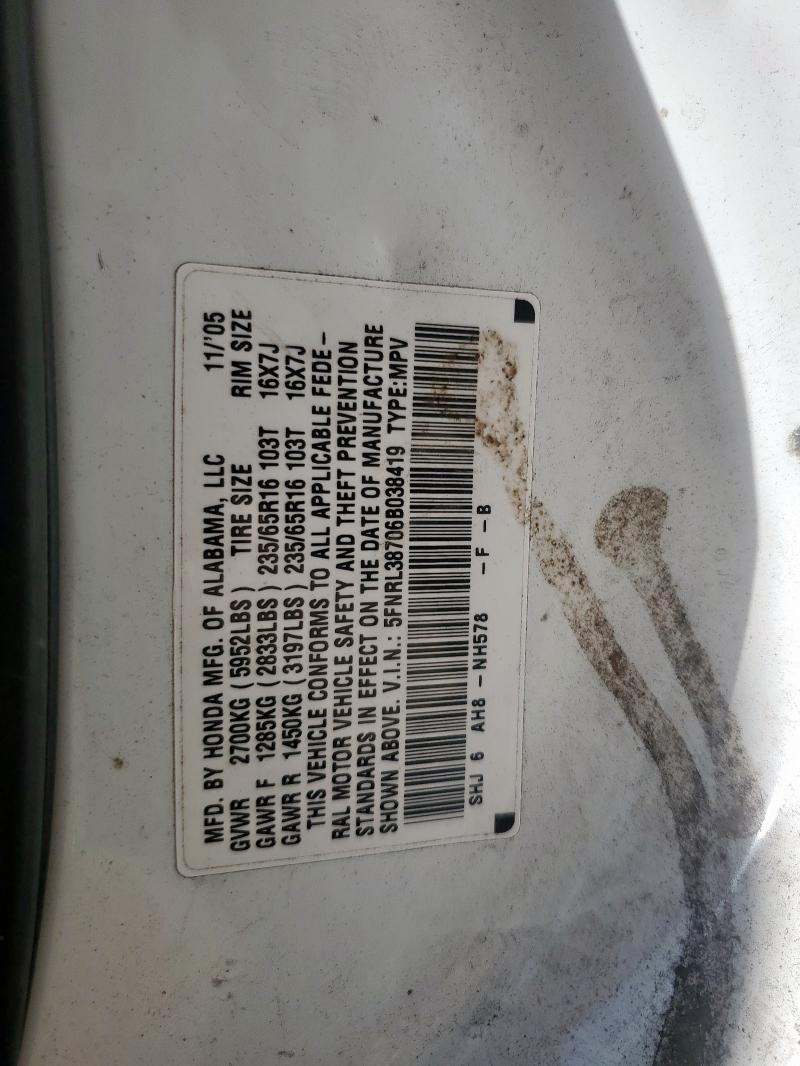 MFD. BY HONDA MFG. OF ALABAMA, LLC 11/'05
GVWR 2700KG (5952LBS) TIRE SIZE RIM SIZE
GAWR F 1285KG (2833LBS) 235/65R16 103T 16X7J
GAWR R 1450KG (3197LBS) 235/65R16 103T 16X7J
THIS VEHICLE CONFORMS TO ALL APPLICABLE FEDE-
RAL MOTOR VEHICLE SAFETY AND THEFT PREVENTION
STANDARDS IN EFFECT ON THE DATE OF MANUFACTURE
SHOWN ABOVE. V.I.N.: 5FNRL38706B038419 TYPE:MPV
SHJ 6 AH8 -NH578 -F -B